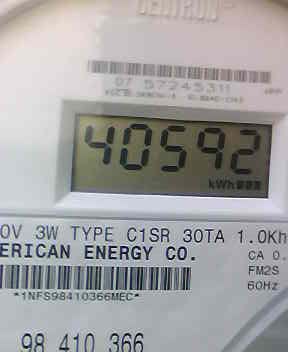 CENTRON
07 57245311
40592
kWh
0V 3W TYPE C1SR 30TA 1.0Kh
ERICAN ENERGY CO.
CA 0.
FM2S
*1NFS98410366MEC*
60Hz
98 410 366